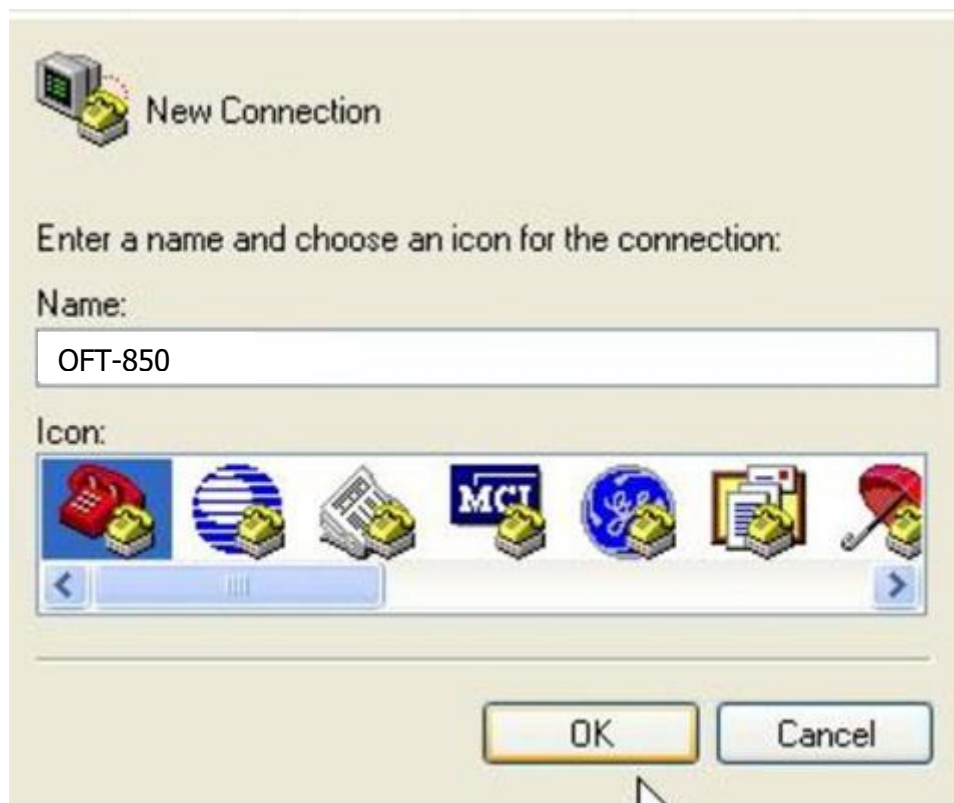 New Connection
Enter a name and choose an icon for the connection:
Name:
OFT-850
Icon:
MCI
OK
Cancel